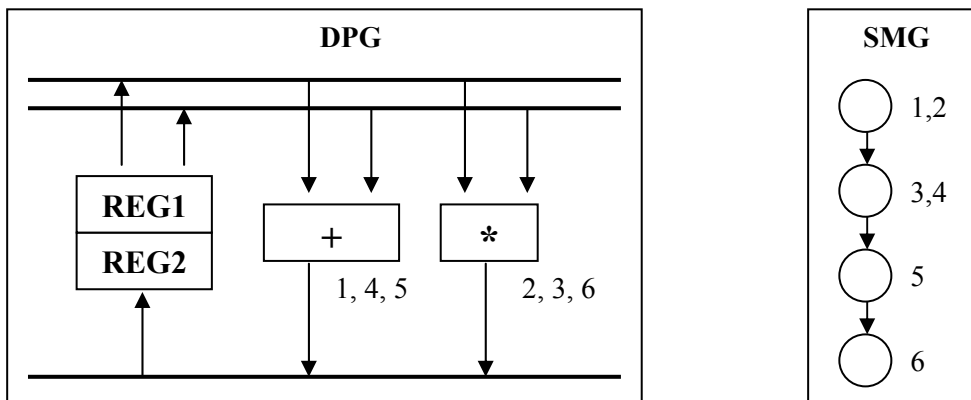 DPG
REG1
REG2
+
*
1, 4, 5
2, 3, 6
SMG
1,2
3,4
5
6